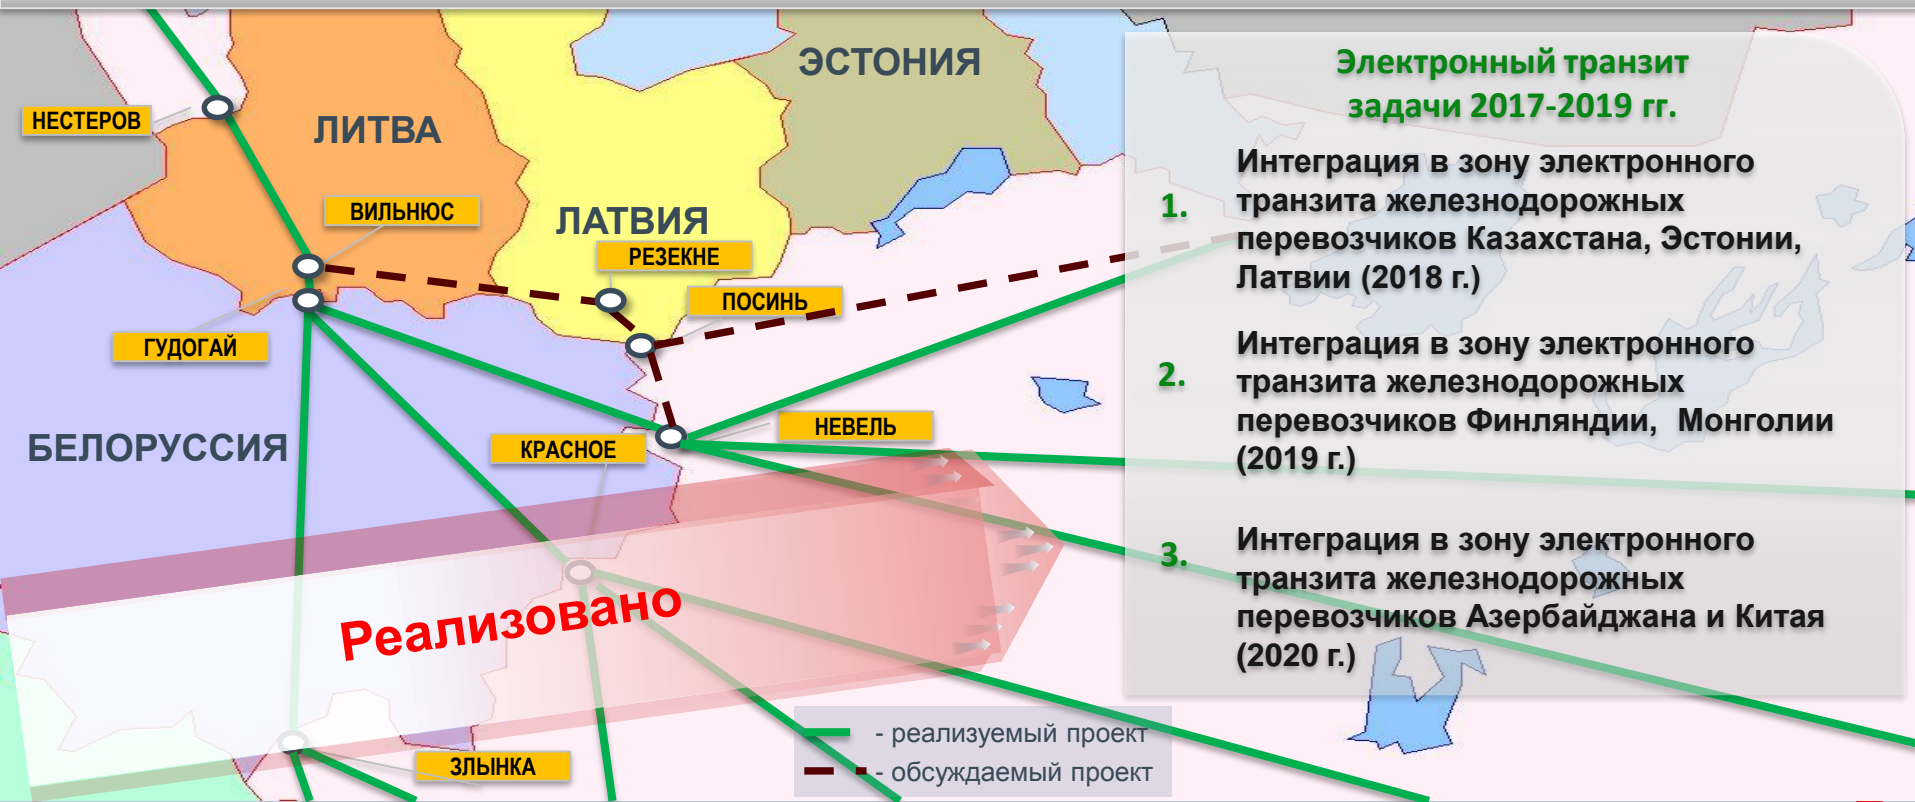 ЭСТОНИЯ
НЕСТЕРОВ
ЛИТВА
ВИЛЬНЮС
ЛАТВИЯ
РЕЗЕКНЕ
ПОСИНЬ
ГУДОГАЙ
НЕВЕЛЬ
БЕЛОРУССИЯ
КРАСНОЕ
Реализовано
ЗЛЫНКА
- реализуемый проект
- обсуждаемый проект
Электронный транзит
задачи 2017-2019 гг.
1.
Интеграция в зону электронного
транзита железнодорожных
перевозчиков Казахстана, Эстонии,
Латвии (2018 г.)
2.
Интеграция в зону электронного
транзита железнодорожных
перевозчиков Финляндии, Монголии
(2019 г.)
3.
Интеграция в зону электронного
транзита железнодорожных
перевозчиков Азербайджана и Китая
(2020 г.)